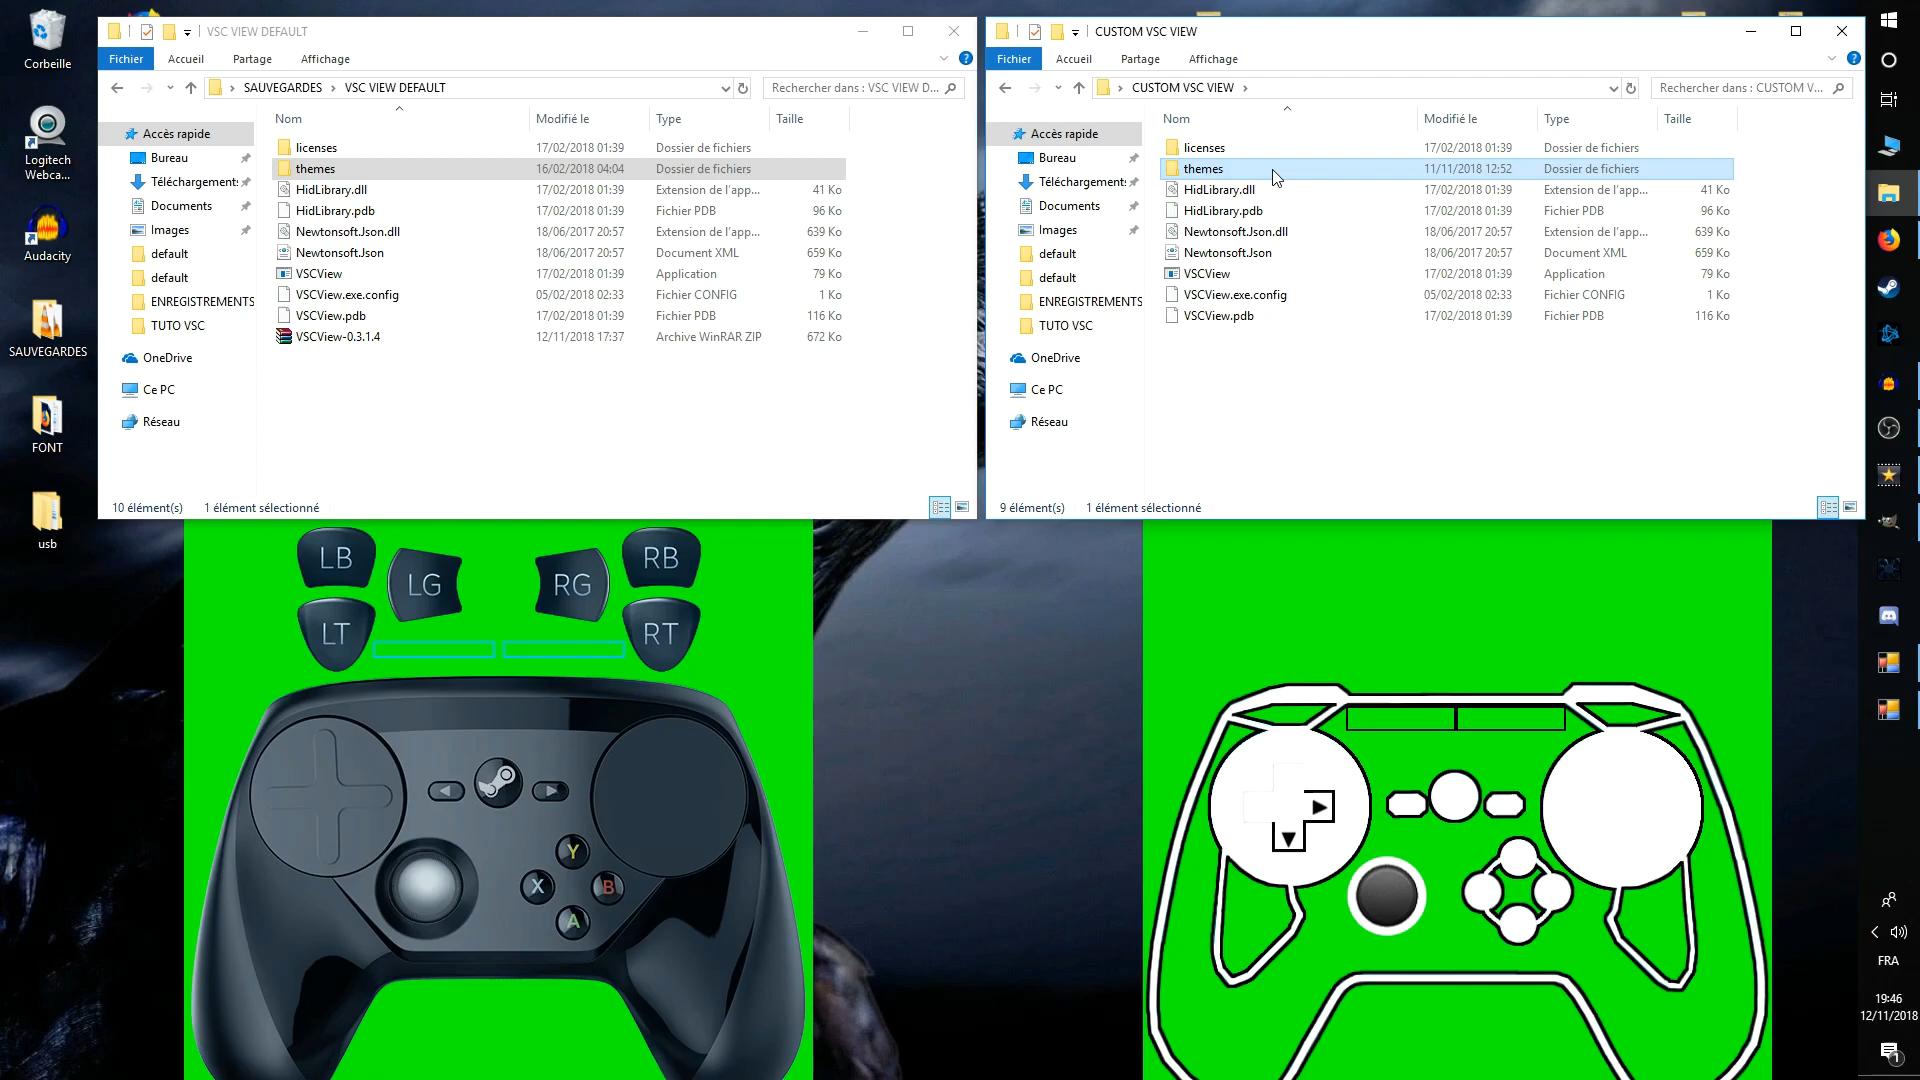 Corbeille
Logitech
Webca...
Audacity
SAUVEGARDES
FONT
usb
VSC VIEW DEFAULT
Fichier Accueil Partage Affichage
SAUVEGARDES VSC VIEW DEFAULT
Rechercher dans : VSC VIEW D...
Nom Modifié le Type Taille
Accès rapide
Bureau
Téléchargement:
Documents
Images
default
default
ENREGISTREMENTS
TUTO VSC
OneDrive
Ce PC
Réseau
licenses 17/02/2018 01:39 Dossier de fichiers
themes 16/02/2018 04:04 Dossier de fichiers
HidLibrary.dll 17/02/2018 01:39 Extension de l'app... 41 Ko
HidLibrary.pdb 17/02/2018 01:39 Fichier PDB 96 Ko
Newtonsoft.Json.dll 18/06/2017 20:57 Extension de l'app... 639 Ko
Newtonsoft.Json 18/06/2017 20:57 Document XML 659 Ko
VSCView 17/02/2018 01:39 Application 79 Ko
VSCView.exe.config 05/02/2018 02:33 Fichier CONFIG 1 Ko
VSCView.pdb 17/02/2018 01:39 Fichier PDB 116 Ko
VSCView-0.3.1.4 12/11/2018 17:37 Archive WinRAR ZIP 672 Ko
10 élément(s) 1 élément sélectionné
CUSTOM VSC VIEW
Fichier Accueil Partage Affichage
CUSTOM VSC VIEW
Rechercher dans : CUSTOM V...
Nom Modifié le Type Taille
Accès rapide
Bureau
Téléchargement:
Documents
Images
default
default
ENREGISTREMENTS
TUTO VSC
OneDrive
Ce PC
Réseau
licenses 17/02/2018 01:39 Dossier de fichiers
themes 11/11/2018 12:52 Dossier de fichiers
HidLibrary.dll 17/02/2018 01:39 Extension de l'app... 41 Ko
HidLibrary.pdb 17/02/2018 01:39 Fichier PDB 96 Ko
Newtonsoft.Json.dll 18/06/2017 20:57 Extension de l'app... 639 Ko
Newtonsoft.Json 18/06/2017 20:57 Document XML 659 Ko
VSCView 17/02/2018 01:39 Application 79 Ko
VSCView.exe.config 05/02/2018 02:33 Fichier CONFIG 1 Ko
VSCView.pdb 17/02/2018 01:39 Fichier PDB 116 Ko
9 élément(s) 1 élément sélectionné
LB LG RG RB
LT RT
Y
X B
A
FRA
19:46
12/11/2018
1